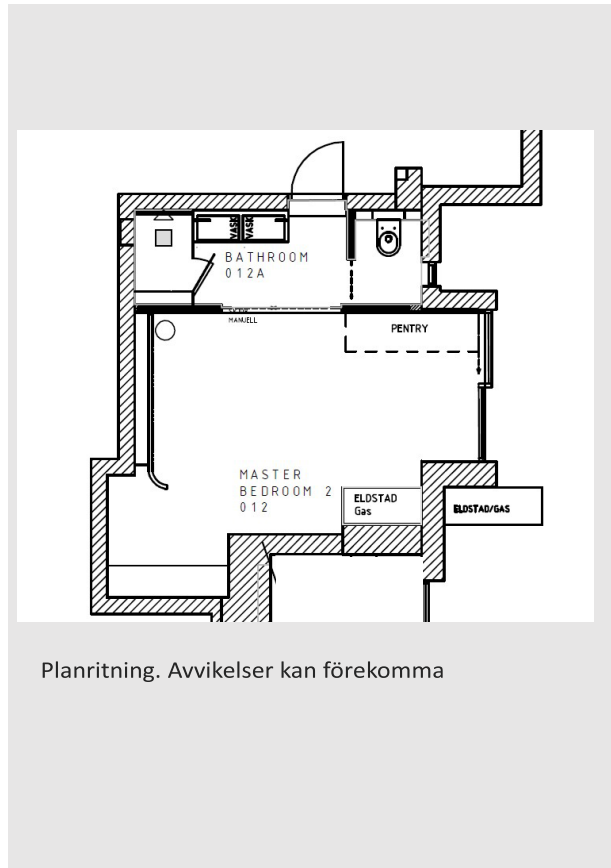 VASK
VASK
BATHROOM
012A
MANUELL
PENTRY
MASTER
BEDROOM 2
012
ELDSTAD
Gas
ELDSTAD/GAS
Planritning. Avvikelser kan förekomma